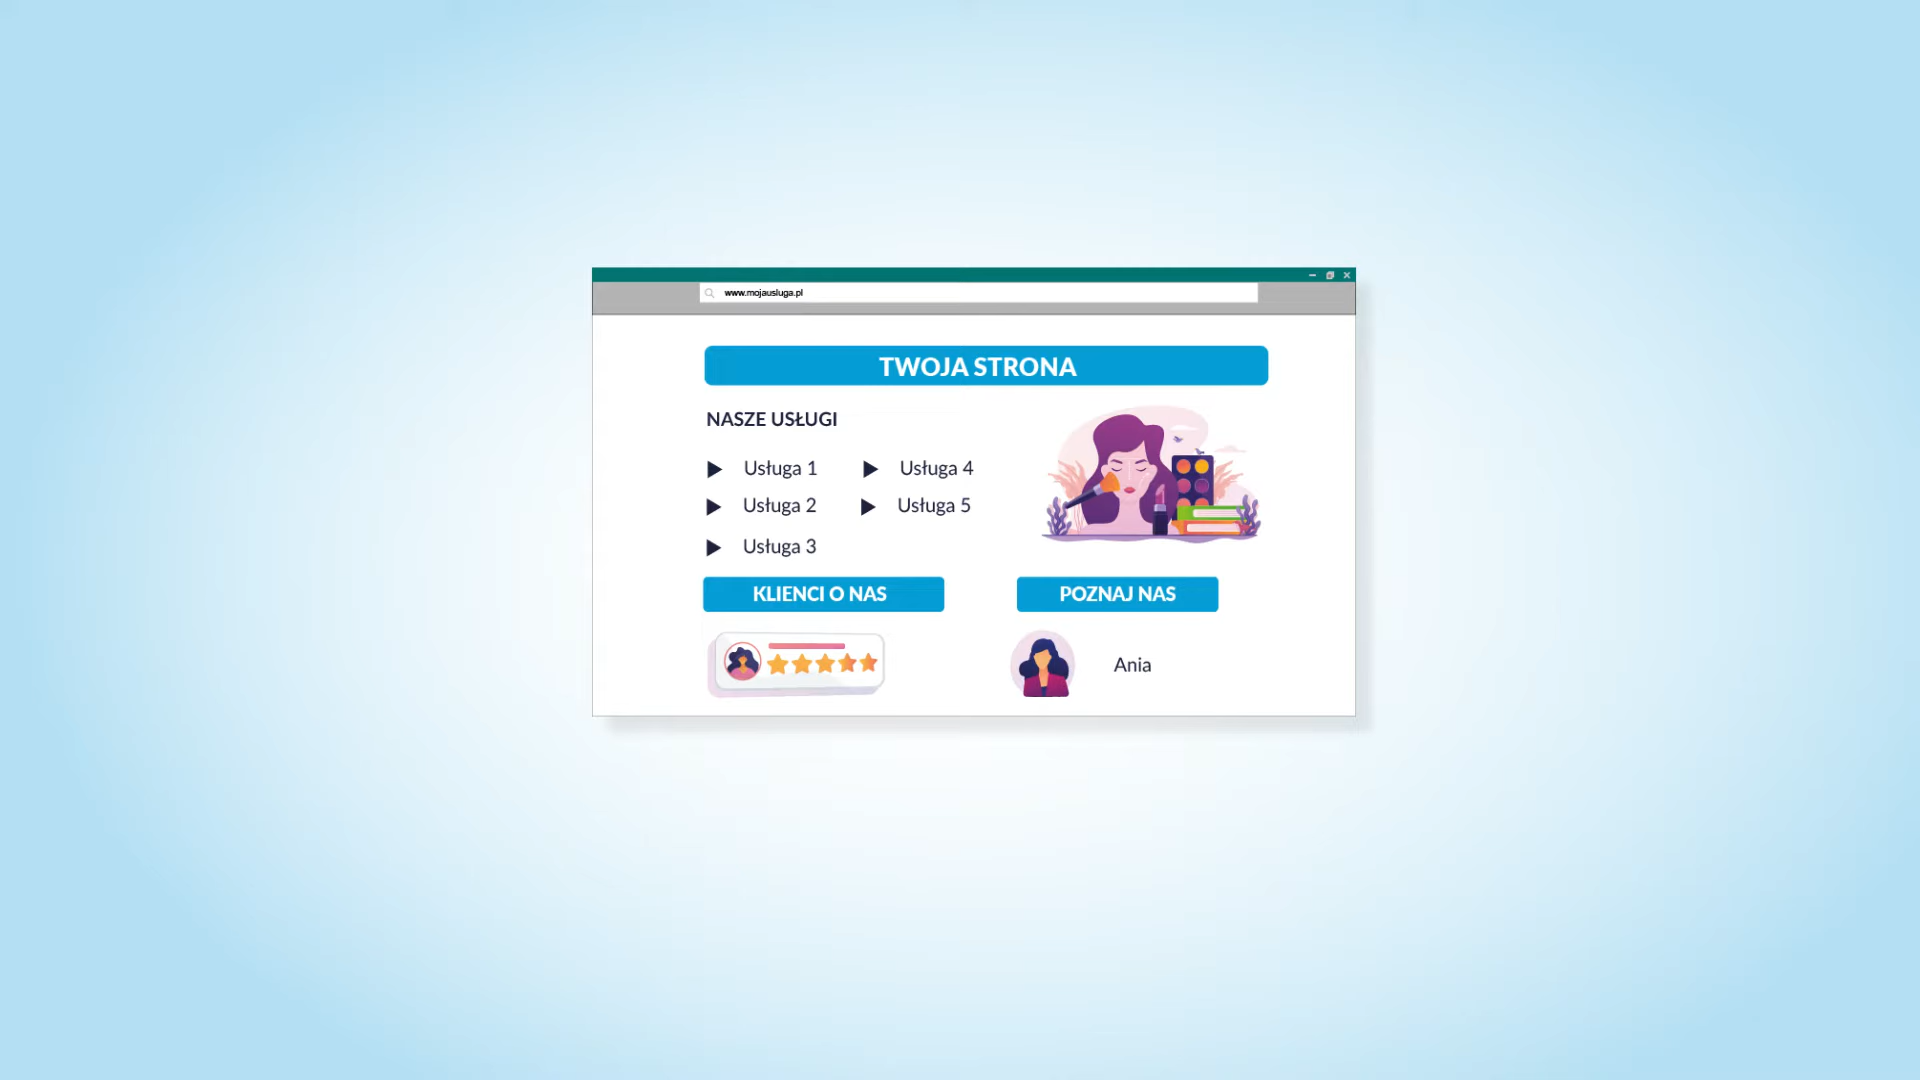 www.mojausluga.pl
TWOJA STRONA
NASZE USŁUGI
Usługa 1
Usługa 4
Usługa 2
Usługa 5
Usługa 3
KLIENCI O NAS
POZNAJ NAS
Ania